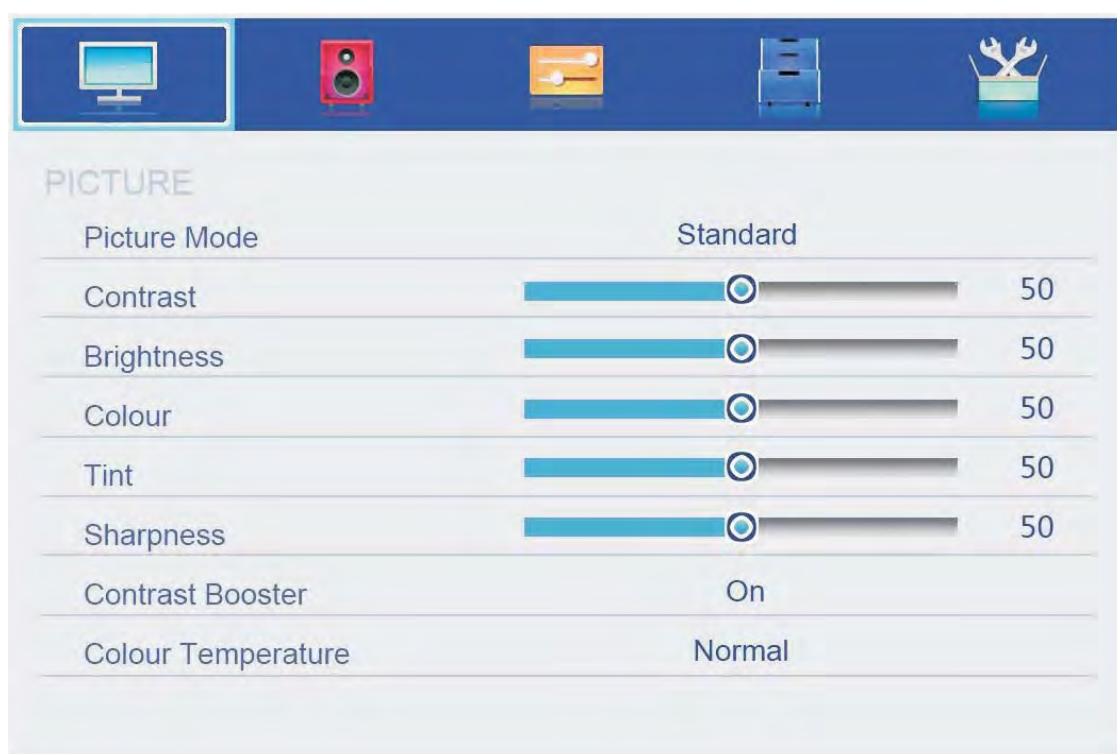 PICTURE
Picture Mode Standard
Contrast 50
Brightness 50
Colour 50
Tint 50
Sharpness 50
Contrast Booster On
Colour Temperature Normal